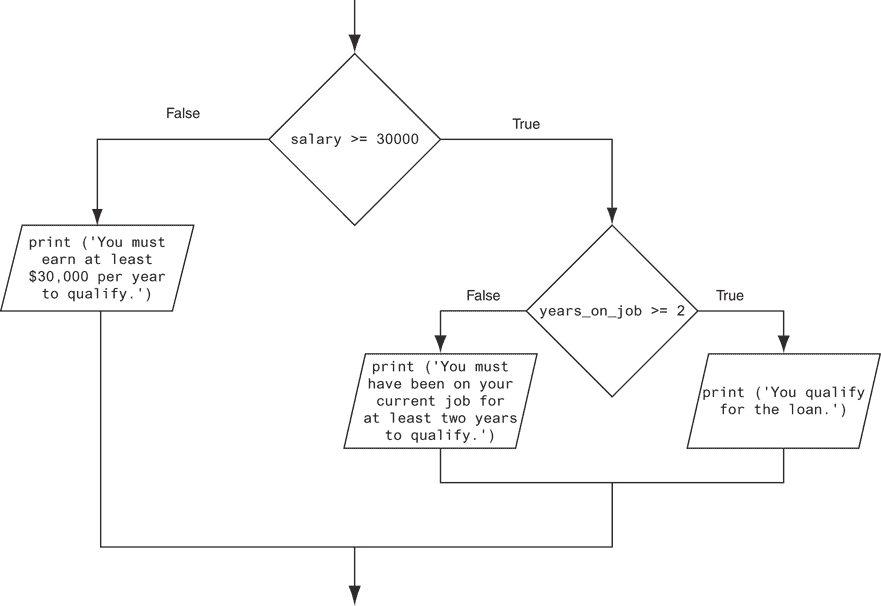 False
salary >= 30000
True
print ('You must
earn at least
$30,000 per year
to qualify.')
False
years_on_job >= 2
True
print ('You must
have been on your
current job for
at least two years
to qualify.')
print ('You qualify
for the loan.')